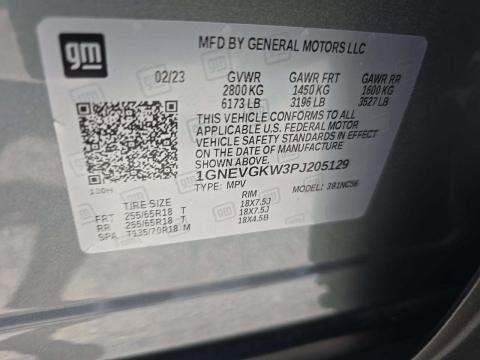 gm
MFD BY GENERAL MOTORS LLC
02/23 GVWR GAWR FRT GAWR RR
2800 KG 1450 KG 1600 KG
6173 LB 3196 LB 3527 LB
THIS VEHICLE CONFORMS TO ALL
APPLICABLE U.S. FEDERAL MOTOR
VEHICLE SAFETY STANDARDS IN EFFECT
ON THE DATE OF MANUFACTURE
SHOWN ABOVE.
1GNEVGKW3PJ205129
TYPE: MPV MODEL: 381NC56
TIRE SIZE RIM
FRT 255/65R18 T 18X7.5J
RR 255/65R18 T 18X7.5J
SPA T135/70R18 M 18X4.5B